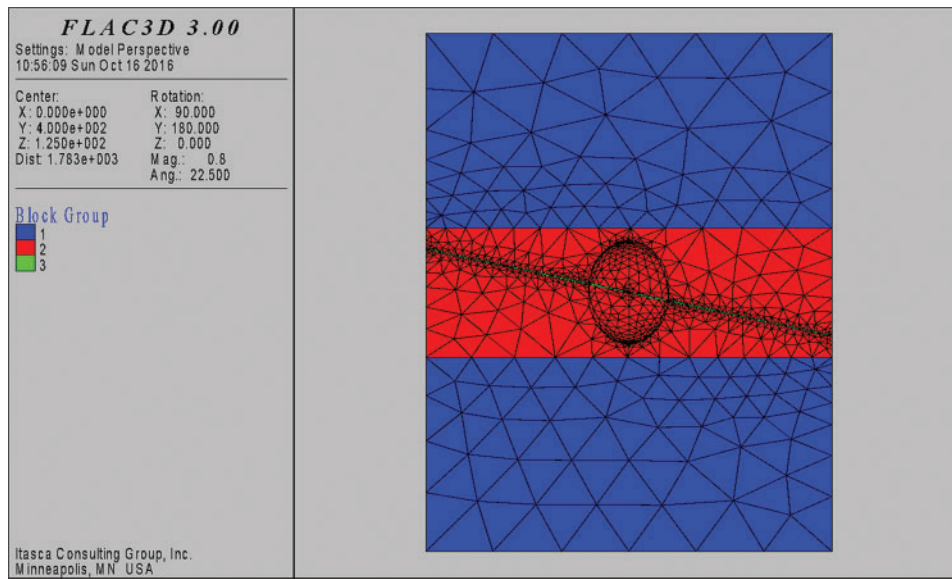 FLAC3D 3.00
Settings: Model Perspective
10:56:09 Sun Oct 16 2016
Center:
X: 0.000e+000
Y: 4.000e+002
Z: 1.250e+002
Dist: 1.783e+003
Rotation:
X: 90.000
Y: 180.000
Z: 0.000
Mag.: 0.8
Ang.: 22.500
Block Group
1
2
3
Itasca Consulting Group, Inc.
Minneapolis, MN USA